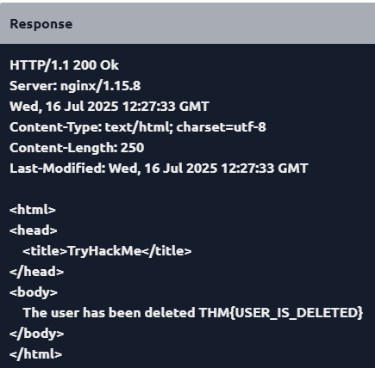 Response
HTTP/1.1 200 Ok
Server: nginx/1.15.8
Wed, 16 Jul 2025 12:27:33 GMT
Content-Type: text/html; charset=utf-8
Content-Length: 250
Last-Modified: Wed, 16 Jul 2025 12:27:33 GMT

<html>
<head>
    <title>TryHackMe</title>
</head>
<body>
    The user has been deleted THM{USER_IS_DELETED}
</body>
</html>